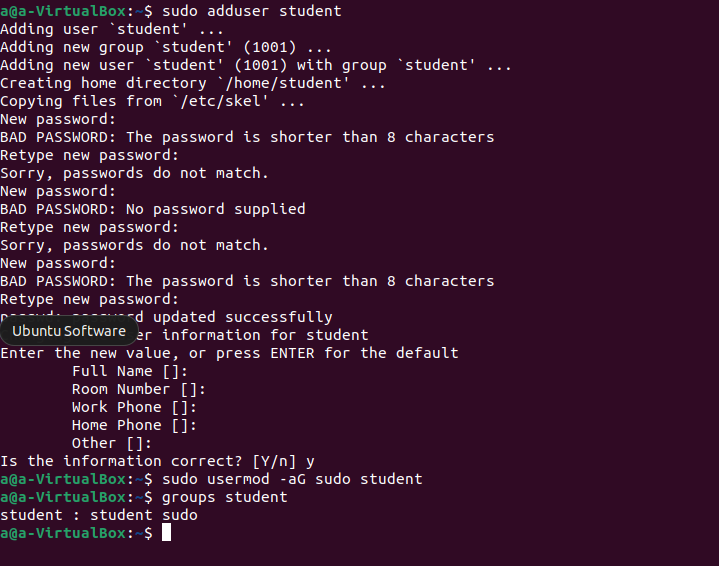 a@a-VirtualBox:~$ sudo adduser student
Adding user `student' ...
Adding new group `student' (1001) ...
Adding new user `student' (1001) with group `student' ...
Creating home directory `/home/student' ...
Copying files from `/etc/skel' ...
New password:
BAD PASSWORD: The password is shorter than 8 characters
Retype new password:
Sorry, passwords do not match.
New password:
BAD PASSWORD: No password supplied
Retype new password:
Sorry, passwords do not match.
New password:
BAD PASSWORD: The password is shorter than 8 characters
Retype new password:
passwd: password updated successfully
Ubuntu Software
er information for student
Enter the new value, or press ENTER for the default
Full Name []:
Room Number []:
Work Phone []:
Home Phone []:
Other []:
Is the information correct? [Y/n] y
a@a-VirtualBox:~$ sudo usermod -aG sudo student
a@a-VirtualBox:~$ groups student
student : student sudo
a@a-VirtualBox:~$